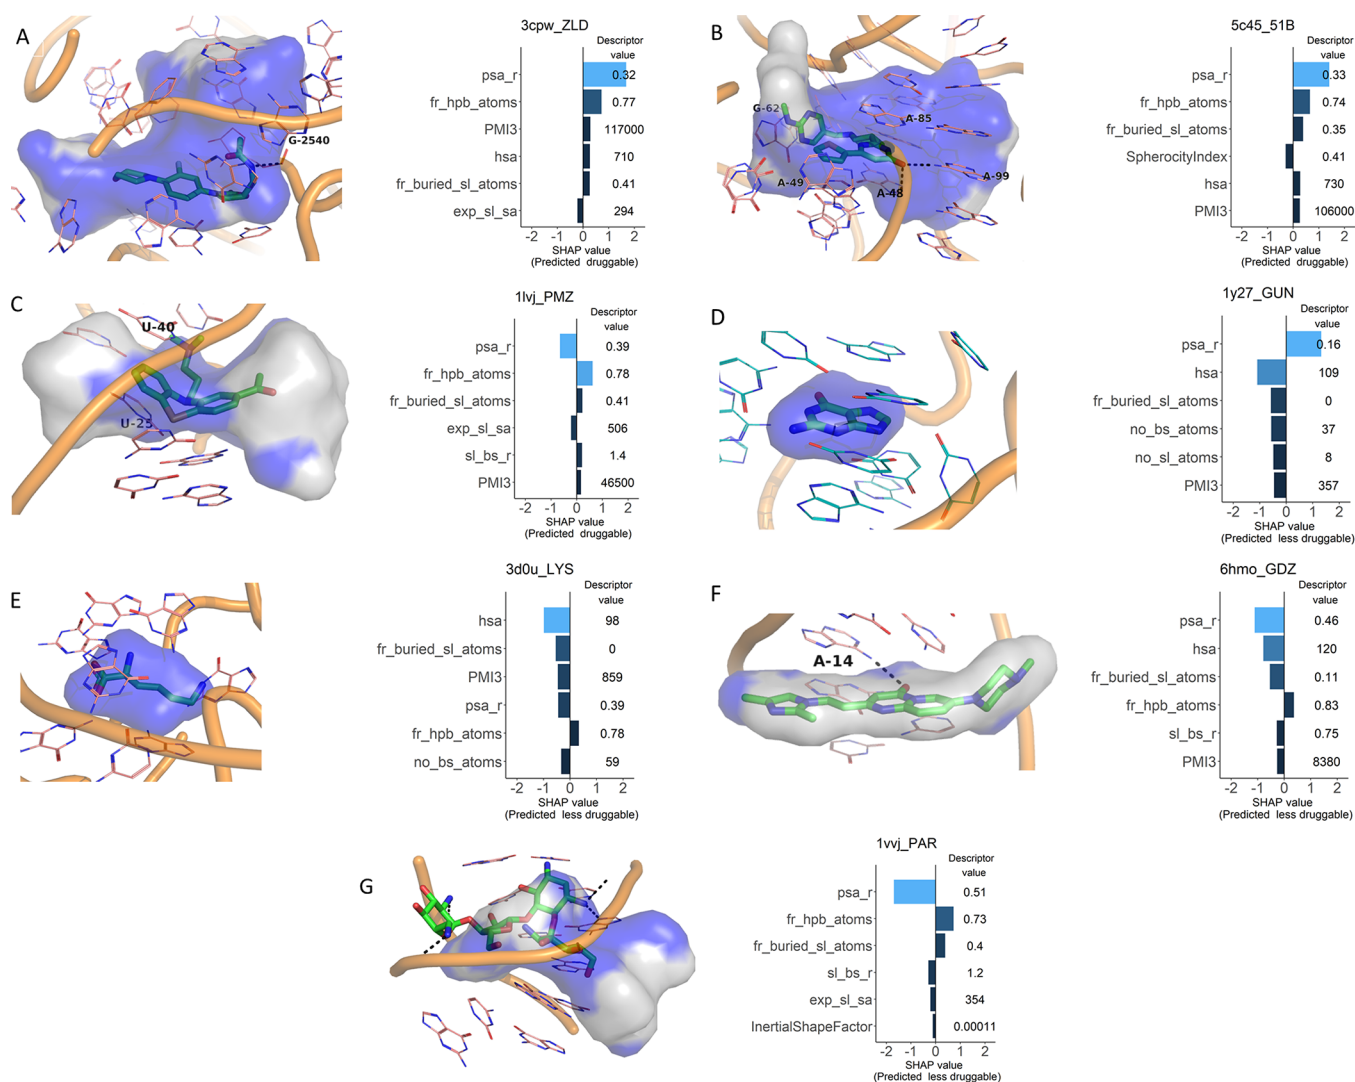 A
G-2540
3cpw_ZLD
Descriptor
value
psa_r 0.32
fr_hpb_atoms 0.77
PMI3 117000
hsa 710
fr_buried_sl_atoms 0.41
exp_sl_sa 294
-2 -1 0 1 2
SHAP value
(Predicted druggable)
B
G-62
A-85
A-49
A-48
A-99
5c45_51B
Descriptor
value
psa_r 0.33
fr_hpb_atoms 0.74
fr_buried_sl_atoms 0.35
SpherocityIndex 0.41
hsa 730
PMI3 106000
-2 -1 0 1 2
SHAP value
(Predicted druggable)
C
U-40
U-25
1lvj_PMZ
Descriptor
value
psa_r 0.39
fr_hpb_atoms 0.78
fr_buried_sl_atoms 0.41
exp_sl_sa 506
sl_bs_r 1.4
PMI3 46500
-2 -1 0 1 2
SHAP value
(Predicted druggable)
D
1y27_GUN
Descriptor
value
psa_r 0.16
hsa 109
fr_buried_sl_atoms 0
no_bs_atoms 37
no_sl_atoms 8
PMI3 357
-2 -1 0 1 2
SHAP value
(Predicted less druggable)
E
3d0u_LYS
Descriptor
value
hsa 98
fr_buried_sl_atoms 0
PMI3 859
psa_r 0.39
fr_hpb_atoms 0.78
no_bs_atoms 59
-2 -1 0 1 2
SHAP value
(Predicted less druggable)
F
A-14
6hmo_GDZ
Descriptor
value
psa_r 0.46
hsa 120
fr_buried_sl_atoms 0.11
fr_hpb_atoms 0.83
sl_bs_r 0.75
PMI3 8380
-2 -1 0 1 2
SHAP value
(Predicted less druggable)
G
1vvj_PAR
Descriptor
value
psa_r 0.51
fr_hpb_atoms 0.73
fr_buried_sl_atoms 0.4
sl_bs_r 1.2
exp_sl_sa 354
InertialShapeFactor 0.00011
-2 -1 0 1 2
SHAP value
(Predicted less druggable)